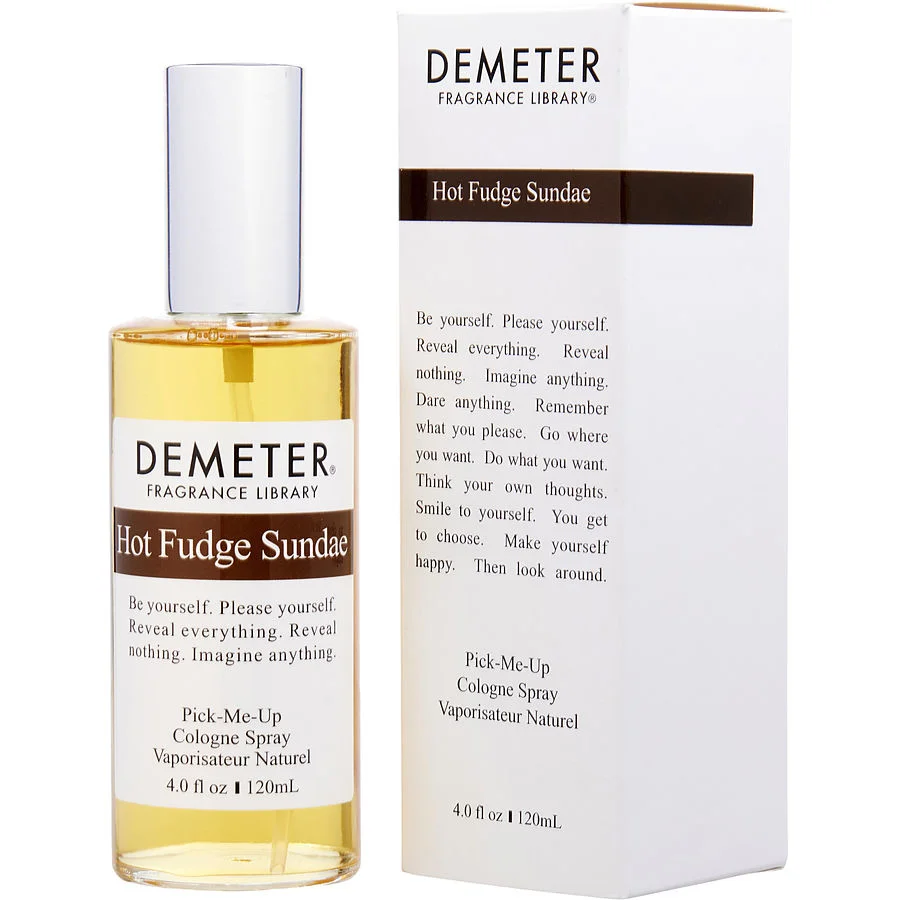 DEMETER®
FRAGRANCE LIBRARY
Hot Fudge Sundae
Be yourself. Please yourself.
Reveal everything. Reveal
nothing. Imagine anything.
Pick-Me-Up
Cologne Spray
Vaporisateur Naturel
4.0 fl oz ▮ 120mL
DEMETER
FRAGRANCE LIBRARY®
Hot Fudge Sundae
Be yourself. Please yourself.
Reveal everything. Reveal
nothing. Imagine anything.
Dare anything. Remember
what you please. Go where
you want. Do what you want.
Think your own thoughts.
Smile to yourself. You get
to choose. Make yourself
happy. Then look around.
Pick-Me-Up
Cologne Spray
Vaporisateur Naturel
4.0 fl oz ▮ 120mL